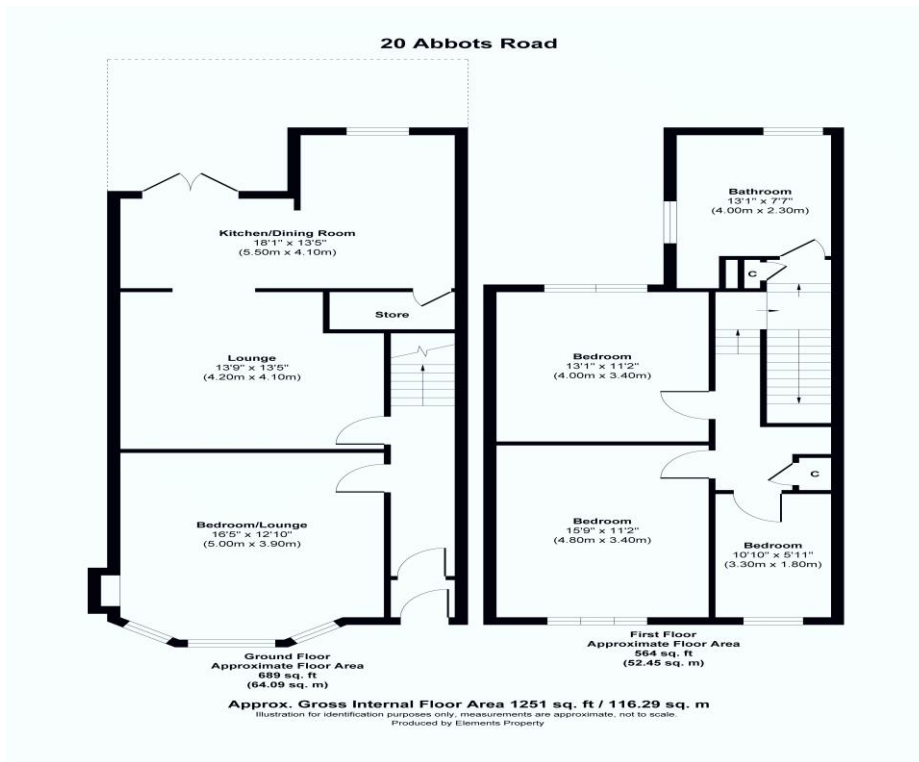 20 Abbots Road
Kitchen/Dining Room
18'1" x 13'5"
(5.50m x 4.10m)
Store
Lounge
13'9" x 13'5"
(4.20m x 4.10m)
Bedroom/Lounge
16'5" x 12'10"
(5.00m x 3.90m)
Ground Floor
Approximate Floor Area
689 sq. ft
(64.09 sq. m)
Bathroom
13'1" x 7'7"
(4.00m x 2.30m)
C
Bedroom
13'1" x 11'2"
(4.00m x 3.40m)
C
Bedroom
15'9" x 11'2"
(4.80m x 3.40m)
Bedroom
10'10" x 5'11"
(3.30m x 1.80m)
First Floor
Approximate Floor Area
564 sq. ft
(52.45 sq. m)
Approx. Gross Internal Floor Area 1251 sq. ft / 116.29 sq. m
Illustration for identification purposes only, measurements are approximate, not to scale.
Produced by Elements Property